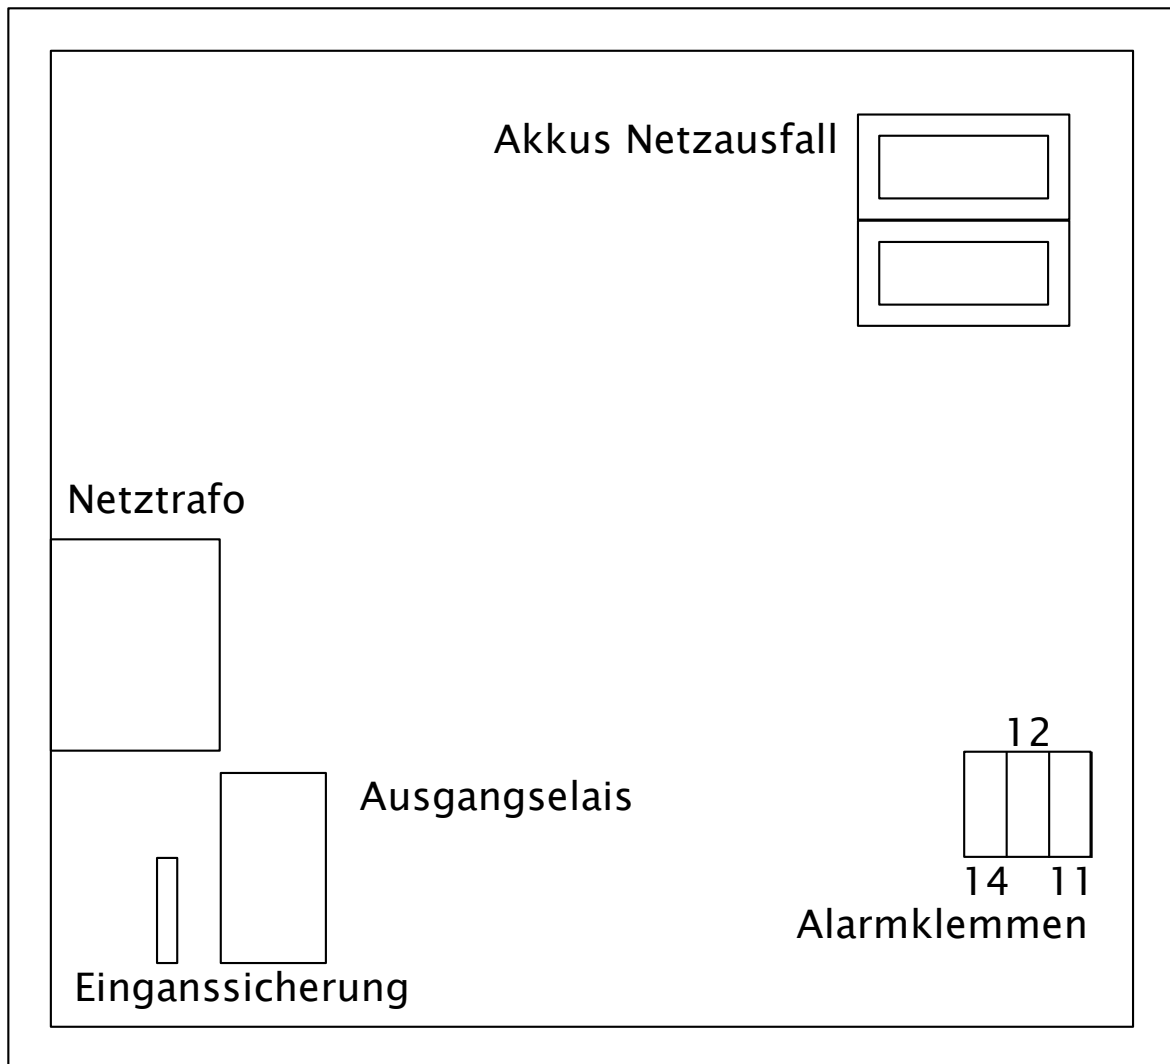 Akkus Netzausfall
Netztrafo
12
Ausgangselais
14 11
Alarmklemmen
Einganssicherung